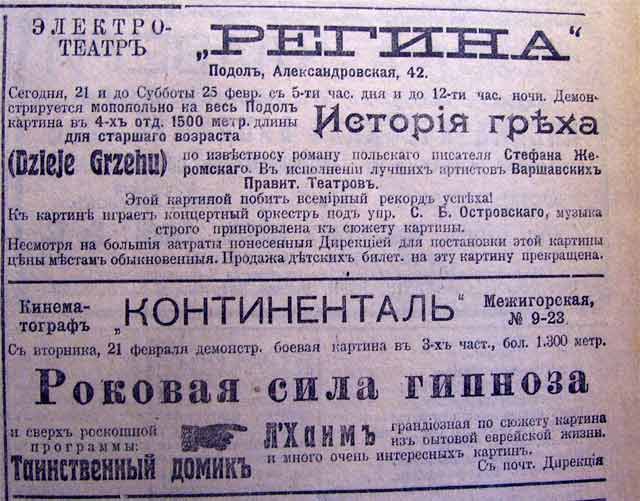 ЭЛЕКТРО-
ТЕАТРЪ „РЕГИНА“
Подолъ, Александровская, 42.
Сегодня, 21 и до Субботы 25 февр. съ 5-ти час. дня и до 12-ти час. ночи. Демон-
стрируется мопопольно на весь Подолъ
картина въ 4-хъ отд. 1500 метр. длины
для старшаго возраста
Исторія грѣха
(Dzieje Grzehu) по извѣствосу роману польскаго писателя Стефана Же-
ромскаго. Въ исполненіи лучшихъ артистовъ Варшавскихъ
Правит. Театровъ.
Этой картиной побитъ всемірный рекордъ успѣха!
Къ картинѣ играетъ концертный оркестръ подъ упр. С. Б. Островскаго, музыка
строго приноровлена къ сюжету картины.
Несмотря на большія затраты понесенныя Дирекціей для постановки этой картины
цѣны мѣстамъ обыкновенныя. Продажа дѣтскихъ билет. на эту картину прекращена.
Кинема-
тографъ „КОНТИНЕНТАЛЬ“ Межигорская,
№ 9-23.
Съ вторника, 21 февраля демонстр. боевая картина въ 3-хъ част., бол. 1.300 метр.
Роковая сила гипноза
и сверхъ роскошной
программы:
Таинственный домикъ
Л'Хаимъ грандіозная по сюжету картина
изъ бытовой еврейской жизни.
и много очень интересныхъ картинъ.
Съ почт. Дирекція